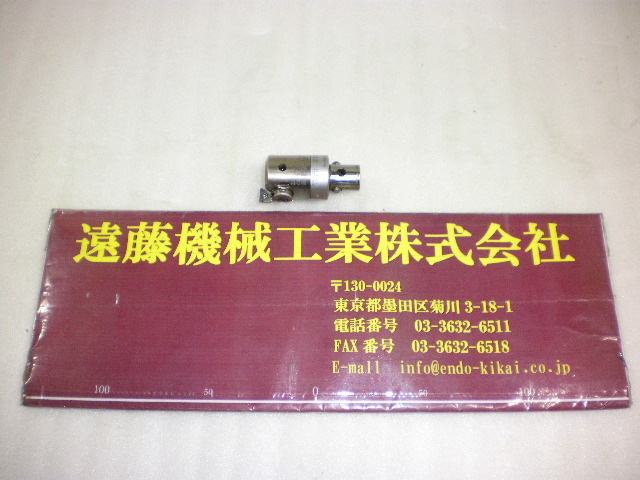 遠藤機械工業株式会社
〒130-0024
東京都墨田区菊川 3-18-1
電話番号 03-3632-6511
FAX 番号 03-3632-6518
E-mall info@endo-kikai.co.jp
100 50 0 50 100